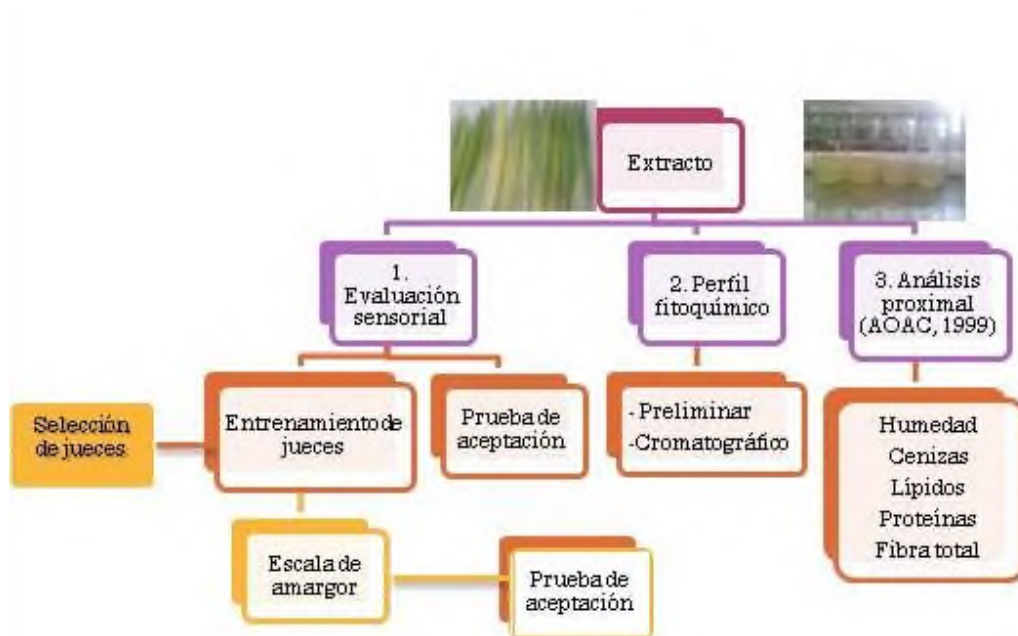 Extracto
1.
Evaluación
sensorial
2. Perfil
fitoquímico
3. Análisis
proximal
(AOAC, 1999)
Selección
de jueces
Entrenamiento de
jueces
Prueba de
aceptación
- Preliminar
-Cromatográfico
Humedad
Cenizas
Lípidos
Proteínas
Fibra total
Escala de
amargor
Prueba de
aceptación